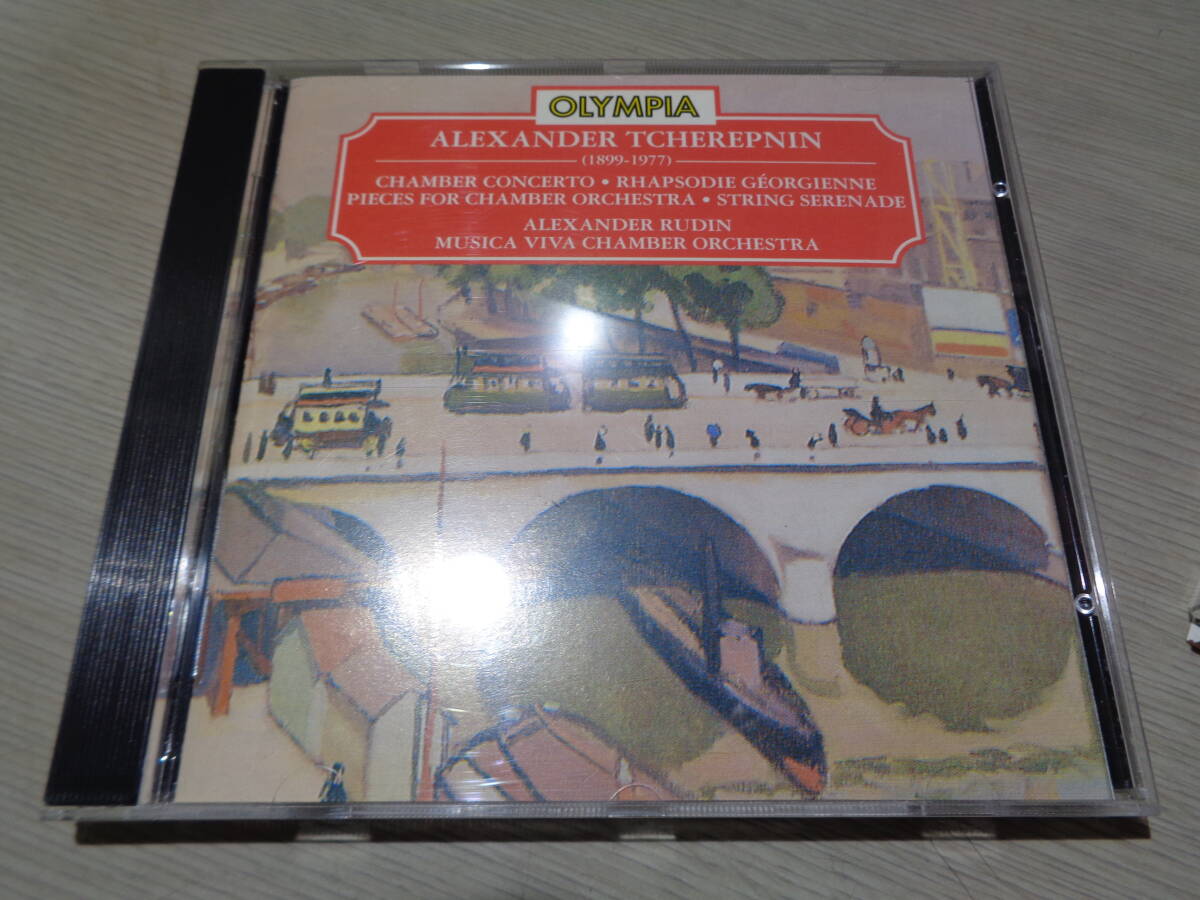 OLYMPIA
ALEXANDER TCHEREPNIN
(1899-1977)
CHAMBER CONCERTO • RHAPSODIE GÉORGIENNE
PIECES FOR CHAMBER ORCHESTRA • STRING SERENADE
ALEXANDER RUDIN
MUSICA VIVA CHAMBER ORCHESTRA